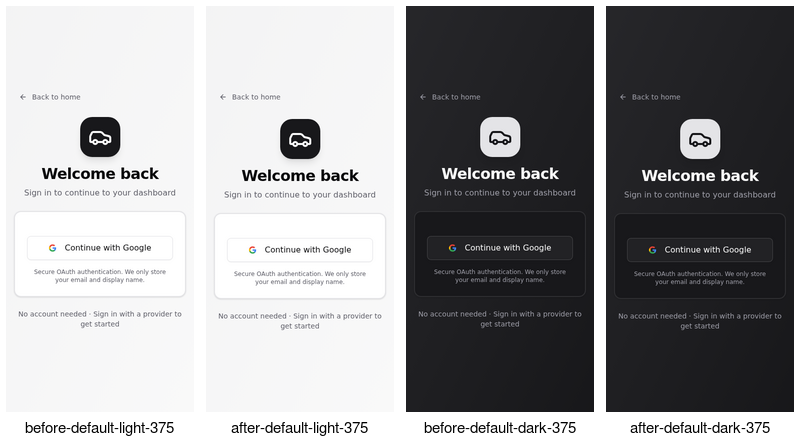 Back to home
Welcome back
Sign in to continue to your dashboard
Continue with Google
Secure OAuth authentication. We only store
your email and display name.
No account needed · Sign in with a provider to
get started
before-default-light-375
Back to home
Welcome back
Sign in to continue to your dashboard
Continue with Google
Secure OAuth authentication. We only store
your email and display name.
No account needed · Sign in with a provider to
get started
after-default-light-375
Back to home
Welcome back
Sign in to continue to your dashboard
Continue with Google
Secure OAuth authentication. We only store
your email and display name.
No account needed · Sign in with a provider to
get started
before-default-dark-375
Back to home
Welcome back
Sign in to continue to your dashboard
Continue with Google
Secure OAuth authentication. We only store
your email and display name.
No account needed · Sign in with a provider to
get started
after-default-dark-375